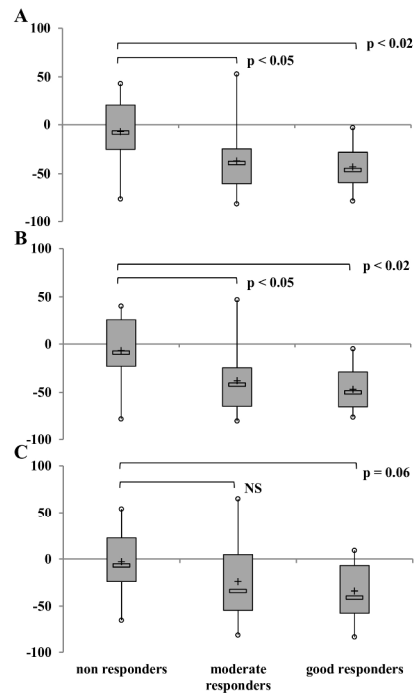 A
100
p < 0.02
p < 0.05
50
0
-50
-100
B
100
p < 0.02
p < 0.05
50
0
-50
-100
C
100
p = 0.06
NS
50
0
-50
-100
non responders
moderate
responders
good responders